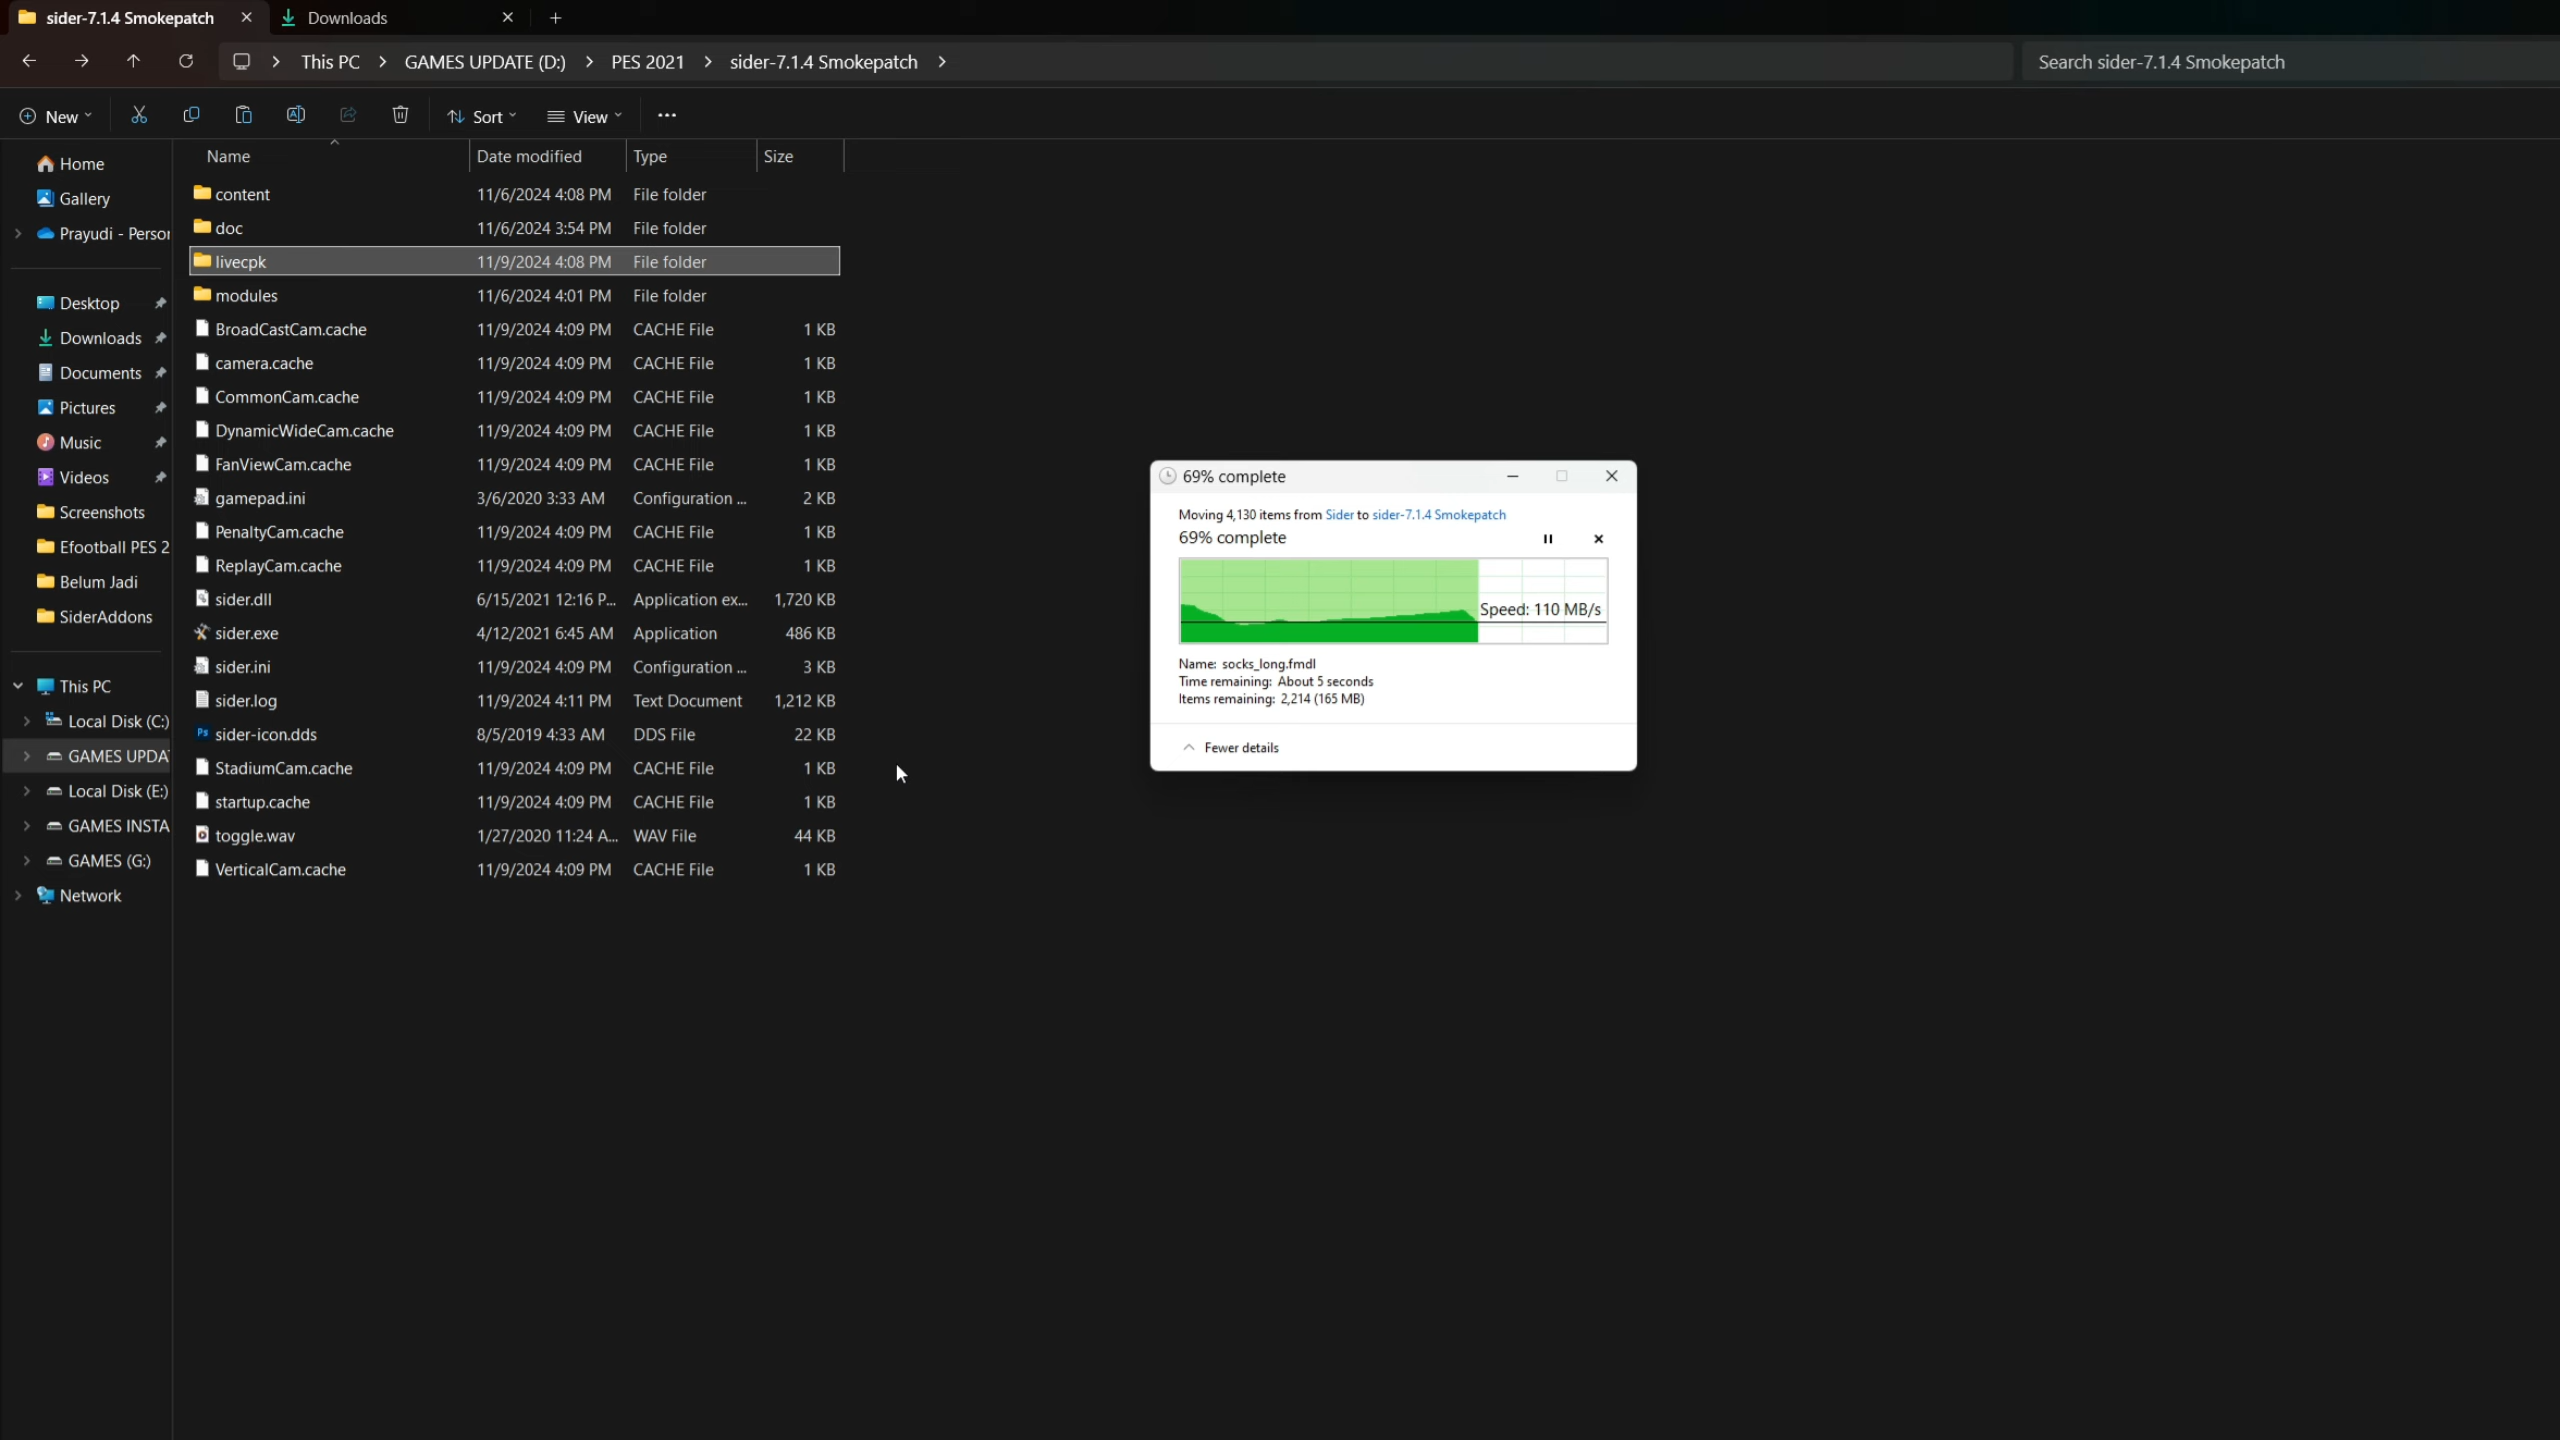 sider-7.1.4 Smokepatch
Downloads
This PC > GAMES UPDATE (D:) > PES 2021 > sider-7.1.4 Smokepatch >
Search sider-7.1.4 Smokepatch
New
Sort
View
Name Date modified Type Size
Home
Gallery
Prayudi - Person
Desktop
Downloads
Documents
Pictures
Music
Videos
Screenshots
Efootball PES 2
Belum Jadi
SiderAddons
This PC
Local Disk (C:)
GAMES UPDAT
Local Disk (E:)
GAMES INSTA
GAMES (G:)
Network
content 11/6/2024 4:08 PM File folder
doc 11/6/2024 3:54 PM File folder
livecpk 11/9/2024 4:08 PM File folder
modules 11/6/2024 4:01 PM File folder
BroadCastCam.cache 11/9/2024 4:09 PM CACHE File 1 KB
camera.cache 11/9/2024 4:09 PM CACHE File 1 KB
CommonCam.cache 11/9/2024 4:09 PM CACHE File 1 KB
DynamicWideCam.cache 11/9/2024 4:09 PM CACHE File 1 KB
FanViewCam.cache 11/9/2024 4:09 PM CACHE File 1 KB
gamepad.ini 3/6/2020 3:33 AM Configuration ... 2 KB
PenaltyCam.cache 11/9/2024 4:09 PM CACHE File 1 KB
ReplayCam.cache 11/9/2024 4:09 PM CACHE File 1 KB
sider.dll 6/15/2021 12:16 P... Application ex... 1,720 KB
sider.exe 4/12/2021 6:45 AM Application 486 KB
sider.ini 11/9/2024 4:09 PM Configuration ... 3 KB
sider.log 11/9/2024 4:11 PM Text Document 1,212 KB
Ps sider-icon.dds 8/5/2019 4:33 AM DDS File 22 KB
StadiumCam.cache 11/9/2024 4:09 PM CACHE File 1 KB
startup.cache 11/9/2024 4:09 PM CACHE File 1 KB
toggle.wav 1/27/2020 11:24 A... WAV File 44 KB
VerticalCam.cache 11/9/2024 4:09 PM CACHE File 1 KB
69% complete
Moving 4,130 items from Sider to sider-7.1.4 Smokepatch
69% complete
Speed: 110 MB/s
Name: socks_long.fmdl
Time remaining: About 5 seconds
Items remaining: 2,214 (165 MB)
Fewer details